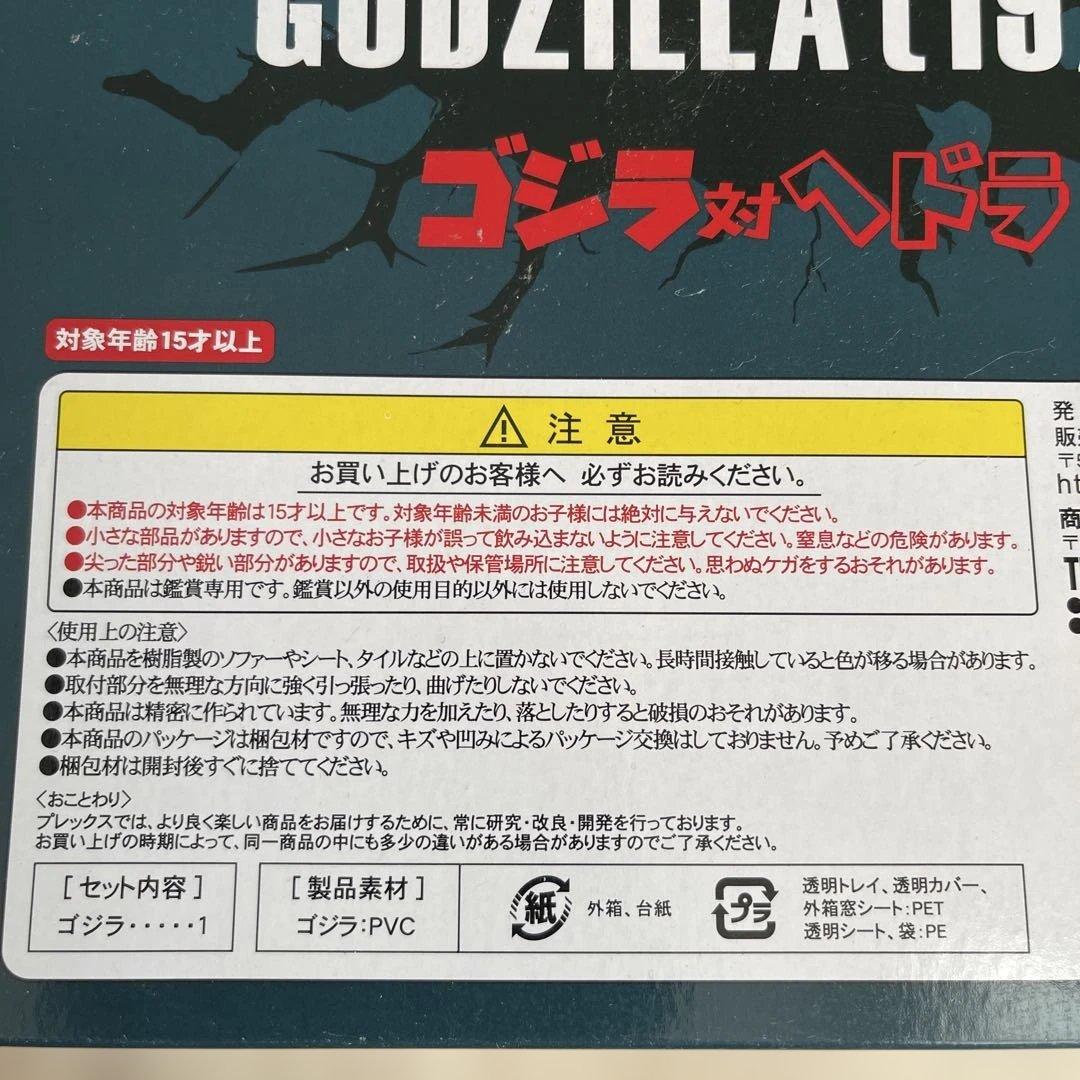 GODZILLA (19
ゴジラ対ヘドラ
対象年齢15才以上
注意
お買い上げのお客様へ 必ずお読みください。
●本商品の対象年齢は15才以上です。対象年齢未満のお子様には絶対に与えないでください。
●小さな部品がありますので、小さなお子様が誤って飲み込まないように注意してください。窒息などの危険があります。
●尖った部分や鋭い部分がありますので、取扱や保管場所に注意してください。思わぬケガをするおそれがあります。
●本商品は鑑賞専用です。鑑賞以外の使用目的以外には使用しないでください。
〈使用上の注意〉
●本商品を樹脂製のソファーやシート、タイルなどの上に置かないでください。長時間接触していると色が移る場合があります。
●取付部分を無理な方向に強く引っ張ったり、曲げたりしないでください。
●本商品は精密に作られています。無理な力を加えたり、落としたりすると破損のおそれがあります。
●本商品のパッケージは梱包材ですので、キズや凹みによるパッケージ交換はしておりません。予めご了承ください。
●梱包材は開封後すぐに捨ててください。
〈おことわり〉
プレックスでは、より良く楽しい商品をお届けするために、常に研究・改良・開発を行っております。
お買い上げの時期によって、同一商品の中にも多少の違いがある場合がありますのでご了承ください。
[セット内容]
ゴジラ・・・・・1
[製品素材]
ゴジラ:PVC
紙
外箱、台紙
プラ
透明トレイ、透明カバー、
外箱窓シート:PET
透明シート、袋:PE
発
販
〒5
ht
商
〒
T